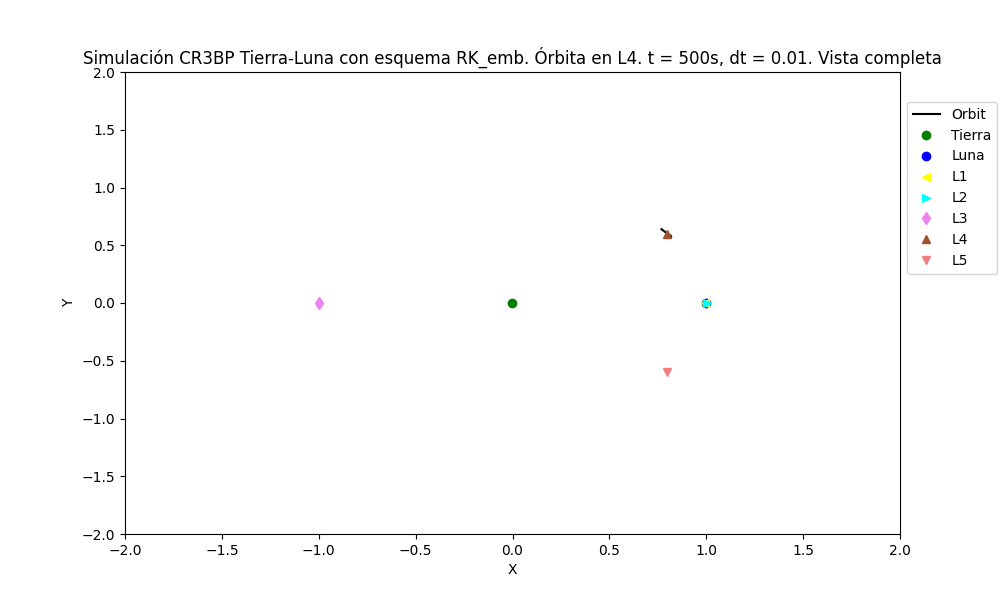 Simulación CR3BP Tierra-Luna con esquema RK_emb. Órbita en L4. t = 500s, dt = 0.01. Vista completa
2.0
1.5
1.0
0.5
0.0
−0.5
−1.0
−1.5
−2.0
Y
−2.0 −1.5 −1.0 −0.5 0.0 0.5 1.0 1.5 2.0
X
Orbit
Tierra
Luna
L1
L2
L3
L4
L5